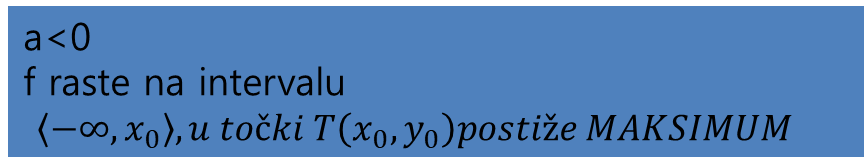 a<0
f raste na intervalu
⟨−∞, x₀⟩, u točki T(x₀, y₀)postiže MAKSIMUM